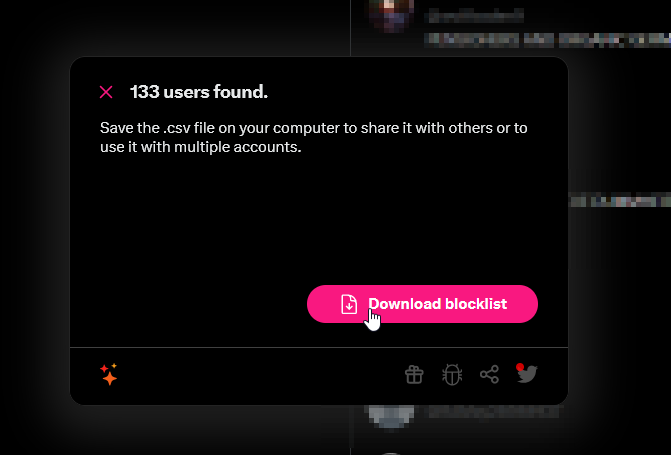 133 users found.
Save the .csv file on your computer to share it with others or to
use it with multiple accounts.
Download blocklist